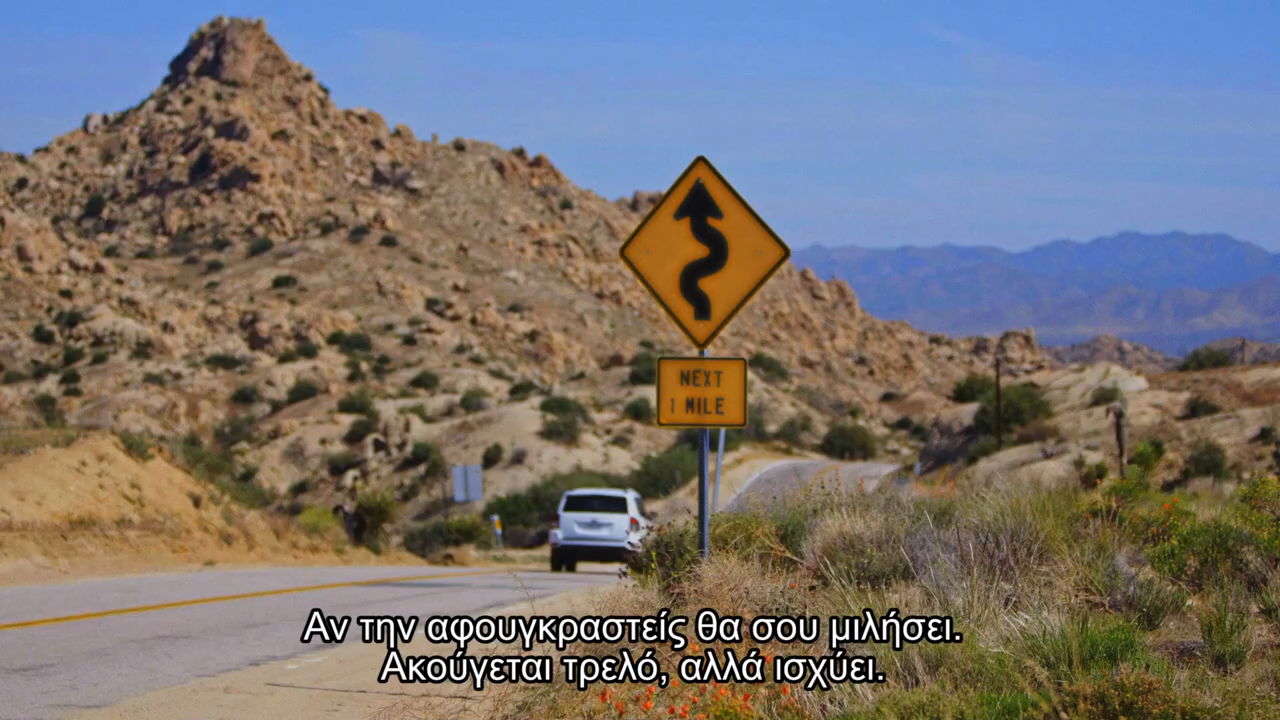 NEXT
1 MILE
Αν την αφουγκραστείς θα σου μιλήσει.
Ακούγεται τρελό, αλλά ισχύει.